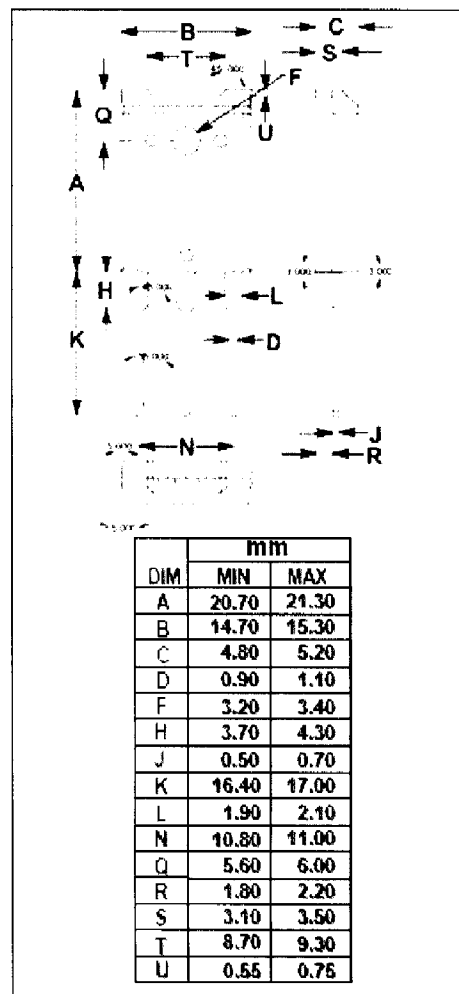 B
C
T
S
F
Q
U
A
H
L
K
D
N
J
R
mm
DIM MIN MAX
A 20.70 21.30
B 14.70 15.30
C 4.80 5.20
D 0.90 1.10
F 3.20 3.40
H 3.70 4.30
J 0.50 0.70
K 16.40 17.00
L 1.90 2.10
N 10.80 11.00
Q 5.60 6.00
R 1.80 2.20
S 3.10 3.50
T 8.70 9.30
U 0.55 0.75